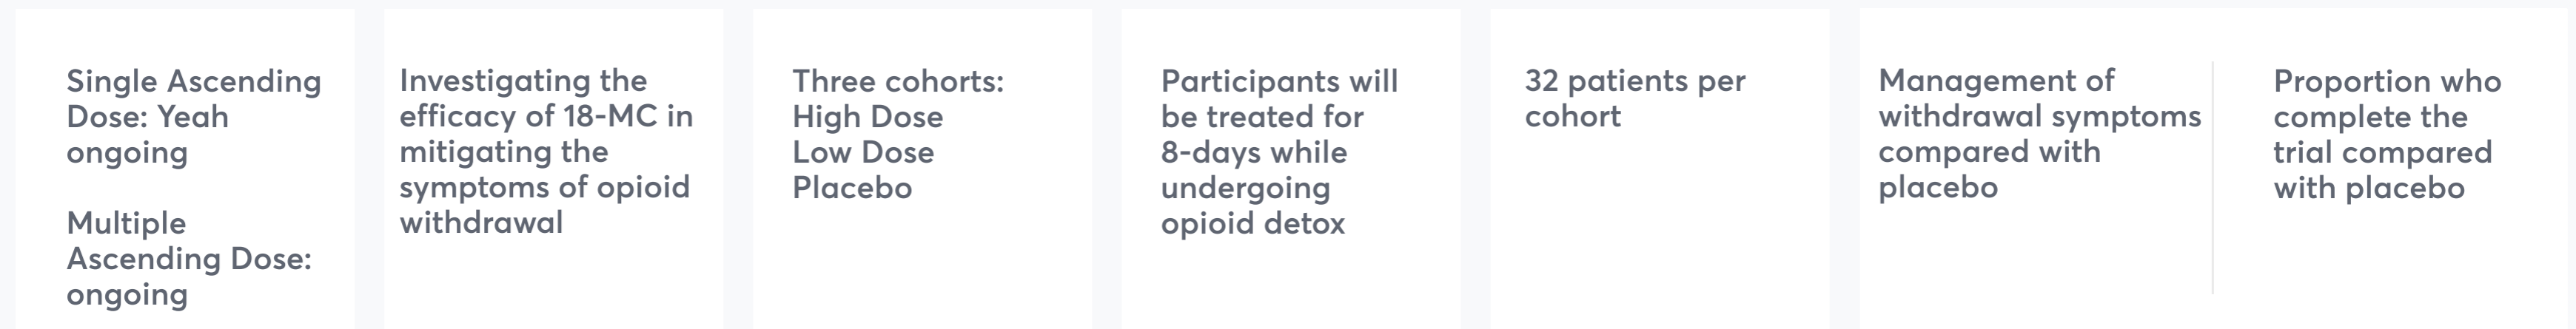 Single Ascending
Dose: Yeah
ongoing
Multiple
Ascending Dose:
ongoing
Investigating the
efficacy of 18-MC in
mitigating the
symptoms of opioid
withdrawal
Three cohorts:
High Dose
Low Dose
Placebo
Participants will
be treated for
8-days while
undergoing
opioid detox
32 patients per
cohort
Management of
withdrawal symptoms
compared with
placebo
Proportion who
complete the
trial compared
with placebo